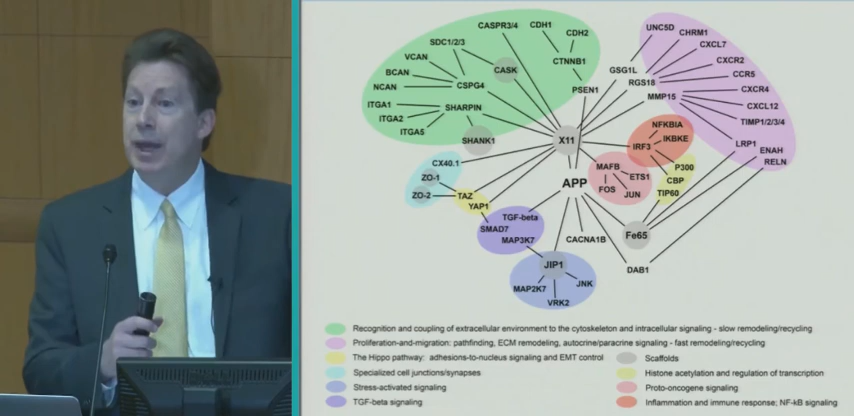 CASPR3/4
CDH1
CDH2
UNC5D
CHRM1
SDC1/2/3
CXCL7
VCAN
CTNNB1
CXCR2
BCAN
CASK
GSG1L
CCR5
NCAN
CSPG4
PSEN1
RGS18
CXCR4
MMP15
CXCL12
ITGA1
SHARPIN
TIMP1/2/3/4
ITGA2
NFKBIA
ITGA5
IKBKE
SHANK1
X11
IRF3
LRP1
ENAH
RELN
CX40.1
MAFB
P300
ZO-1
APP
ETS1
CBP
ZO-2
TAZ
FOS
JUN
TIP60
YAP1
TGF-beta
SMAD7
MAP3K7
CACNA1B
Fe65
JIP1
DAB1
MAP2K7
JNK
VRK2
Recognition and coupling of extracellular environment to the cytoskeleton and intracellular signaling - slow remodeling/recycling
Proliferation-and-migration: pathfinding, ECM remodeling, autocrine/paracrine signaling - fast remodeling/recycling
The Hippo pathway: adhesions-to-nucleus signaling and EMT control
Scaffolds
Specialized cell junctions/synapses
Histone acetylation and regulation of transcription
Stress-activated signaling
Proto-oncogene signaling
TGF-beta signaling
Inflammation and immune response; NF-kB signaling